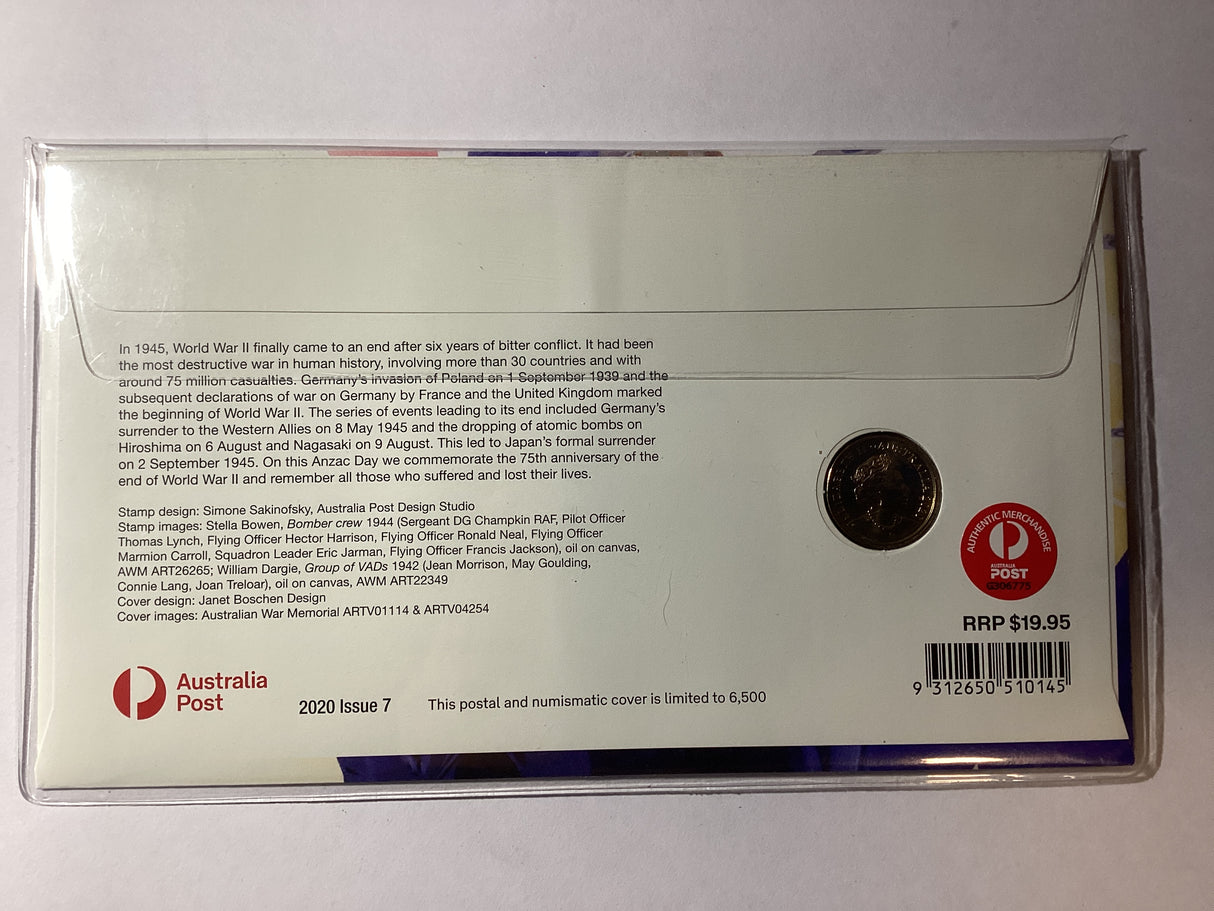 In 1945, World War II finally came to an end after six years of bitter conflict. It had been
the most destructive war in human history, involving more than 30 countries and with
around 75 million casualties. Germany's invasion of Poland on 1 September 1939 and the
subsequent declarations of war on Germany by France and the United Kingdom marked
the beginning of World War II. The series of events leading to its end included Germany's
surrender to the Western Allies on 8 May 1945 and the dropping of atomic bombs on
Hiroshima on 6 August and Nagasaki on 9 August. This led to Japan's formal surrender
on 2 September 1945. On this Anzac Day we commemorate the 75th anniversary of the
end of World War II and remember all those who suffered and lost their lives.
Stamp design: Simone Sakinofsky, Australia Post Design Studio
Stamp images: Stella Bowen, Bomber crew 1944 (Sergeant DG Champkin RAF, Pilot Officer
Thomas Lynch, Flying Officer Hector Harrison, Flying Officer Ronald Neal, Flying Officer
Marmion Carroll, Squadron Leader Eric Jarman, Flying Officer Francis Jackson), oil on canvas,
AWM ART26265; William Dargie, Group of VADs 1942 (Jean Morrison, May Goulding,
Connie Lang, Joan Treloar), oil on canvas, AWM ART22349
Cover design: Janet Boschen Design
Cover images: Australian War Memorial ARTV01114 & ARTV04254
AUTHENTIC MERCHANDISE
AUSTRALIA
POST
G306775
RRP $19.95
9 312650 510145
Australia
Post
2020 Issue 7
This postal and numismatic cover is limited to 6,500